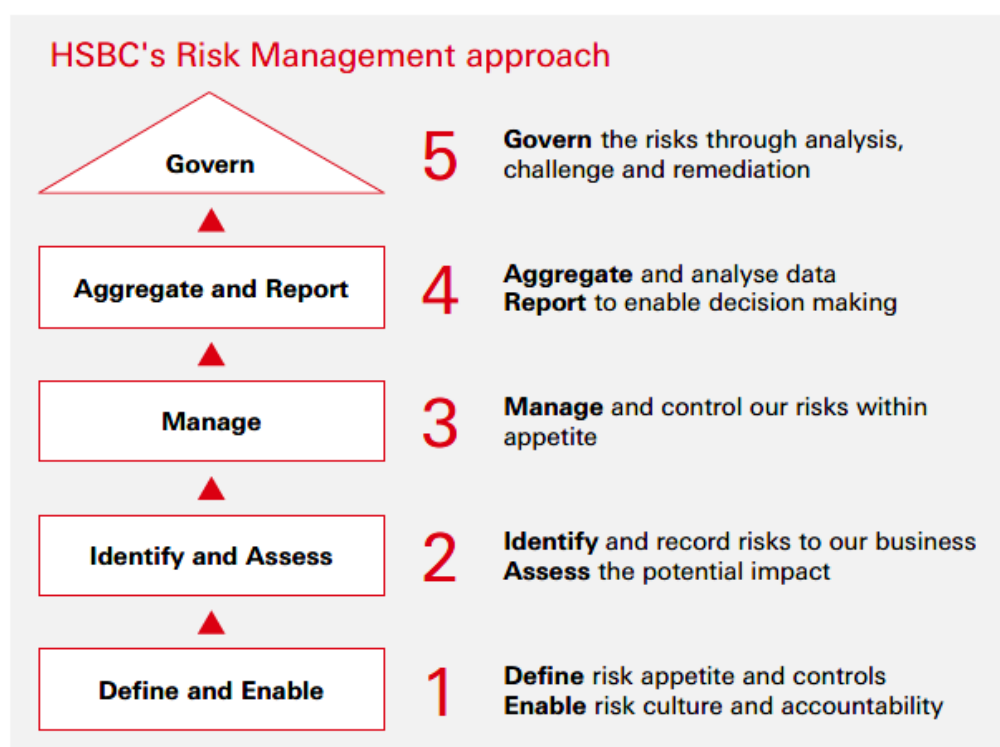 HSBC's Risk Management approach
Govern
5
Govern the risks through analysis,
challenge and remediation
Aggregate and Report
4
Aggregate and analyse data
Report to enable decision making
Manage
3
Manage and control our risks within
appetite
Identify and Assess
2
Identify and record risks to our business
Assess the potential impact
Define and Enable
1
Define risk appetite and controls
Enable risk culture and accountability